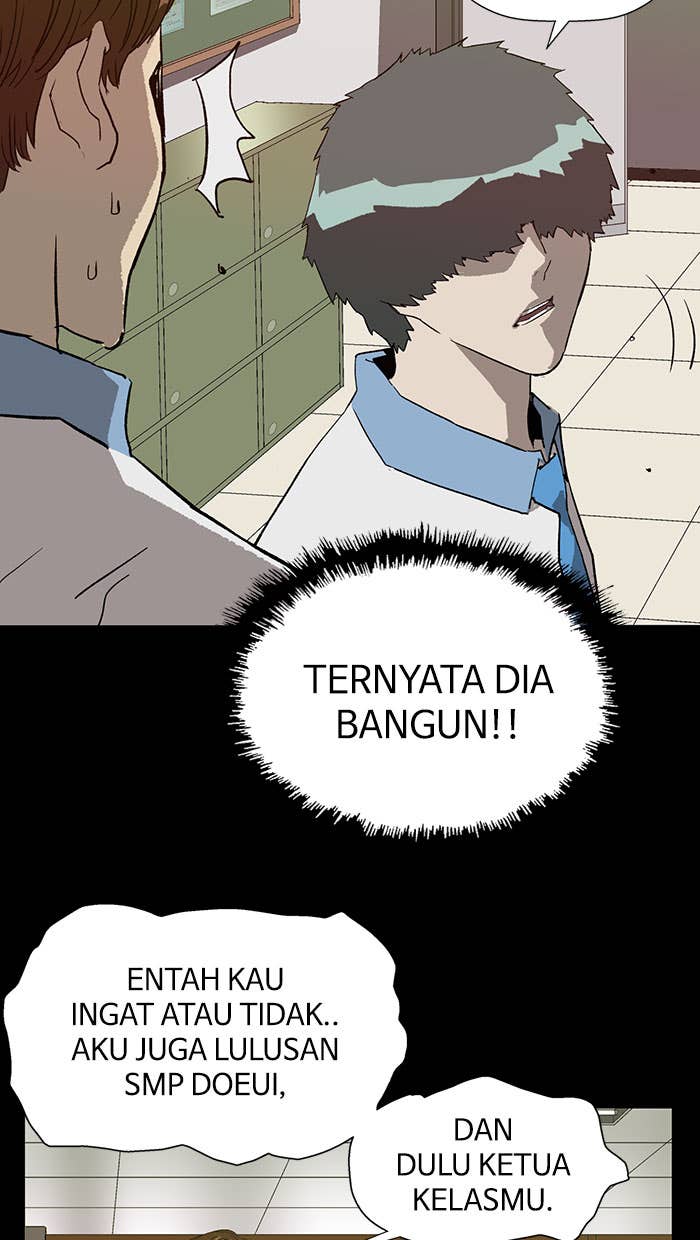 TERNYATA DIA
BANGUN!!
ENTAH KAU
INGAT ATAU TIDAK..
AKU JUGA LULUSAN
SMP DOEUI,
DAN
DULU KETUA
KELASMU.